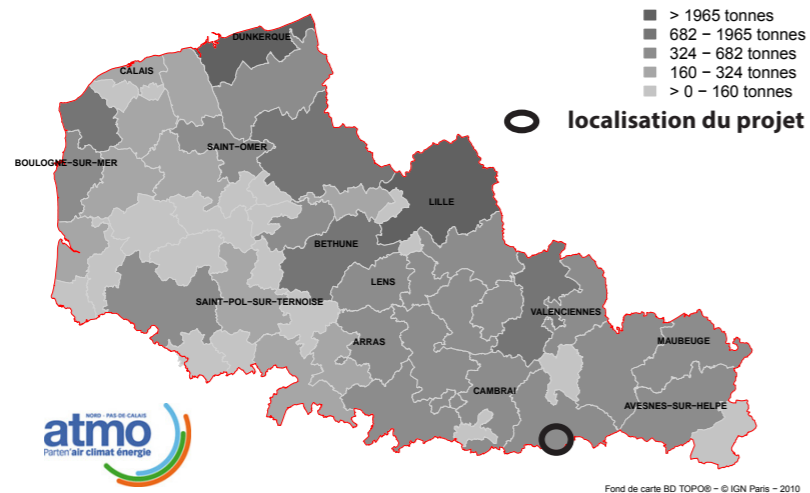 > 1965 tonnes
682 − 1965 tonnes
324 − 682 tonnes
160 − 324 tonnes
> 0 − 160 tonnes
localisation du projet
DUNKERQUE
CALAIS
SAINT−OMER
BOULOGNE−SUR−MER
LILLE
BETHUNE
LENS
SAINT−POL−SUR−TERNOISE
VALENCIENNES
ARRAS
MAUBEUGE
CAMBRAI
AVESNES−SUR−HELPE
NORD - PAS DE CALAIS
atmo
Parten'air climat énergie
Fond de carte BD TOPO® − © IGN Paris − 2010